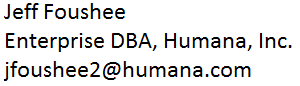 Jeff Foushee
Enterprise DBA, Humana, Inc.
jfoushee2@humana.com